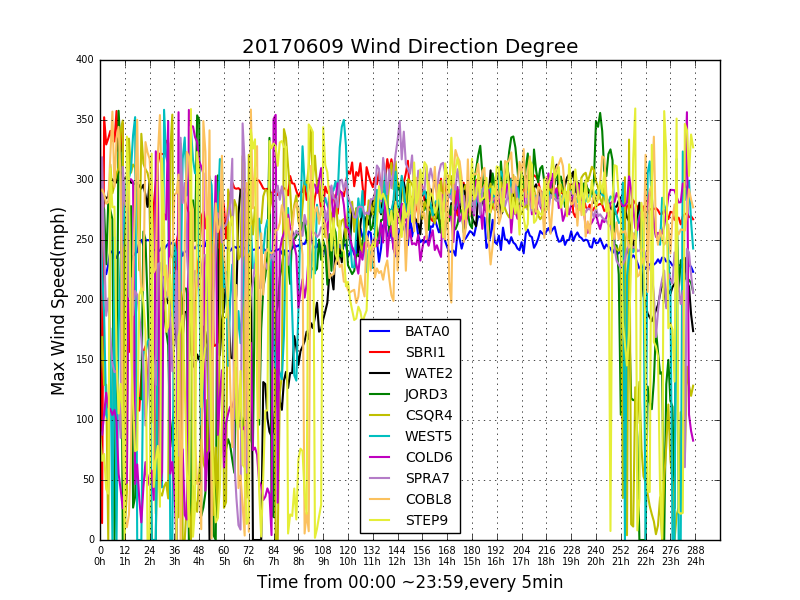 20170609 Wind Direction Degree
Max Wind Speed(mph)
400
350
300
250
200
150
100
50
0
BATA0
SBRI1
WATE2
JORD3
CSQR4
WEST5
COLD6
SPRA7
COBL8
STEP9
0 12 24 36 48 60 72 84 96 108 120 132 144 156 168 180 192 204 216 228 240 252 264 276 288
0h 1h 2h 3h 4h 5h 6h 7h 8h 9h 10h 11h 12h 13h 14h 15h 16h 17h 18h 19h 20h 21h 22h 23h 24h
Time from 00:00 ~23:59,every 5min